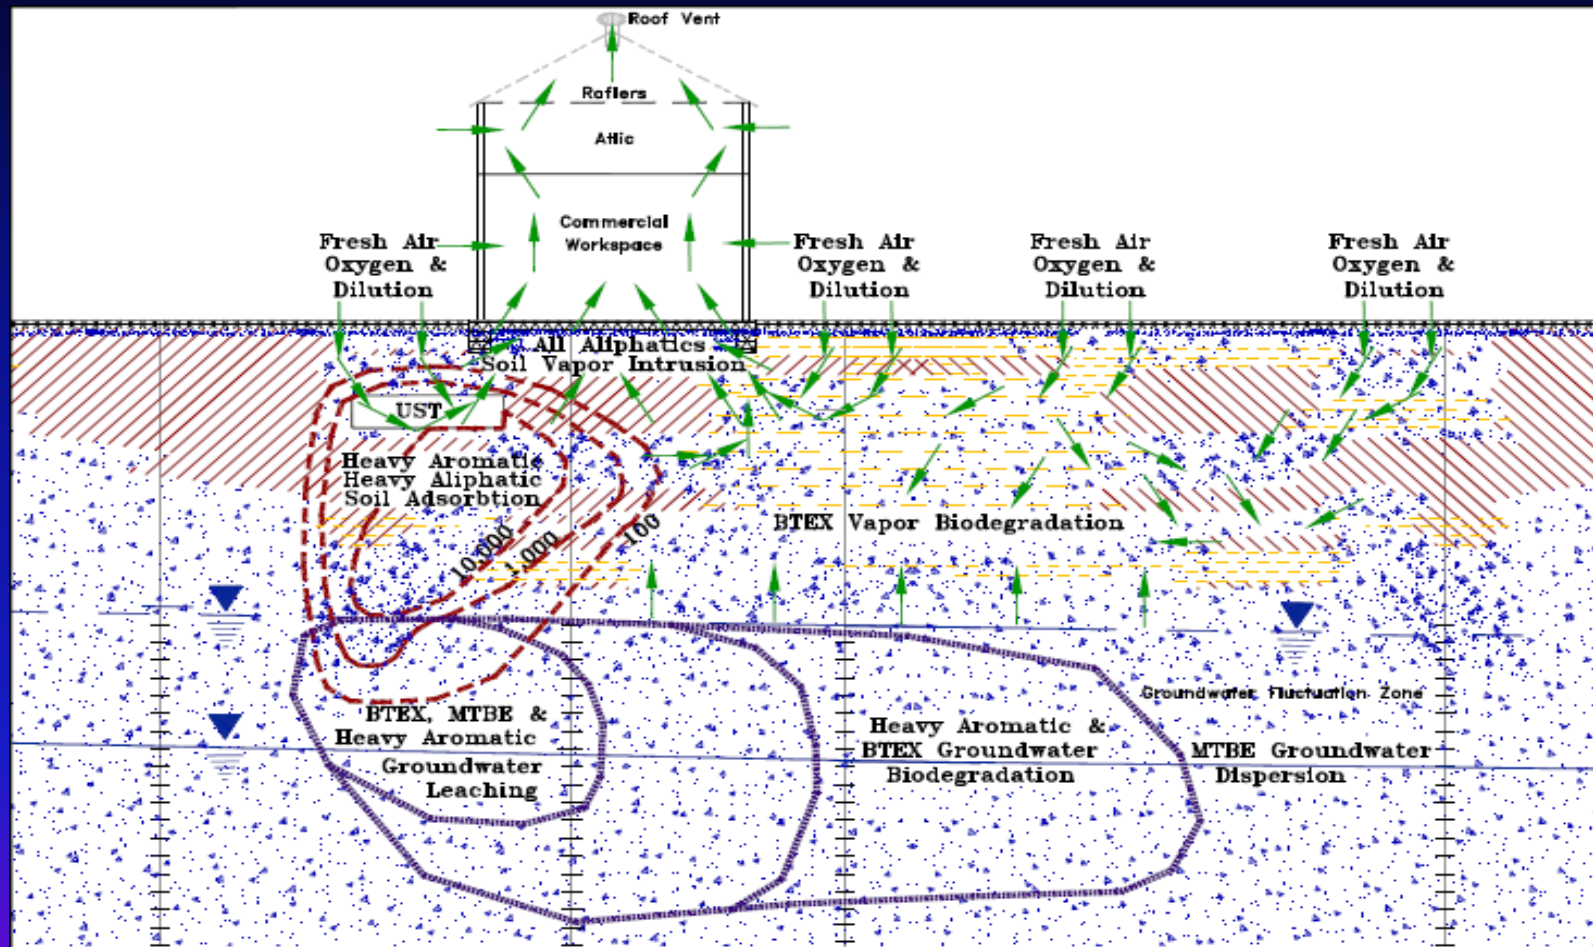 Roof Vent
Rafters
Attic
Commercial
Workspace
Fresh Air
Oxygen &
Dilution
Fresh Air
Oxygen &
Dilution
Fresh Air
Oxygen &
Dilution
Fresh Air
Oxygen &
Dilution
All Aliphatics
Soil Vapor Intrusion
UST
Heavy Aromatic
Heavy Aliphatic
Soil Adsorbtion
10,000
1,000
100
BTEX Vapor Biodegradation
Groundwater Fluctuation Zone
BTEX, MTBE &
Heavy Aromatic
Groundwater
Leaching
Heavy Aromatic &
BTEX Groundwater
Biodegradation
MTBE Groundwater
Dispersion